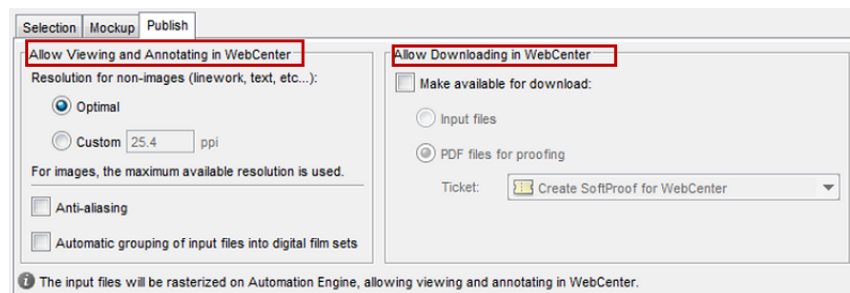 Selection Mockup Publish
Allow Viewing and Annotating in WebCenter
Resolution for non-images (linework, text, etc...):
Optimal
Custom 25.4 ppi
For images, the maximum available resolution is used.
Anti-aliasing
Automatic grouping of input files into digital film sets
Allow Downloading in WebCenter
Make available for download:
Input files
PDF files for proofing
Ticket: Create SoftProof for WebCenter
The input files will be rasterized on Automation Engine, allowing viewing and annotating in WebCenter.